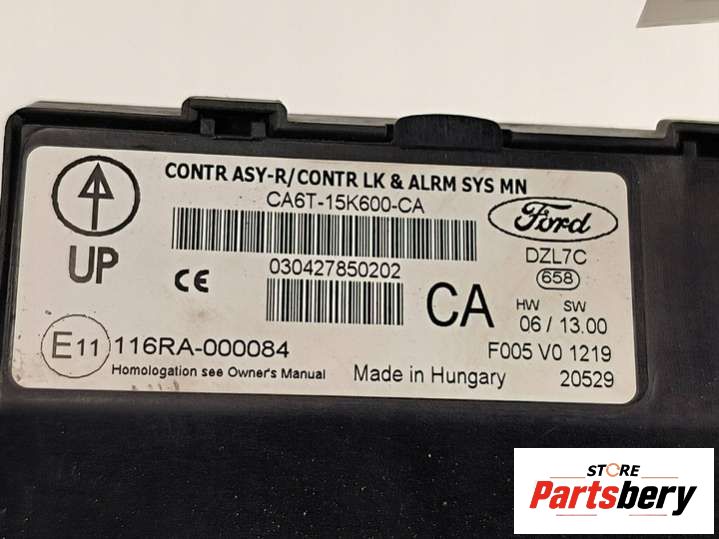 CONTR ASY-R/CONTR LK & ALRM SYS MN
CA6T-15K600-CA
Ford
UP
CE
030427850202
CA
DZL7C
658
HW SW
06 / 13.00
E11 116RA-000084
F005 V0 1219
Homologation see Owner's Manual
Made in Hungary
20529
STORE
Partsbery